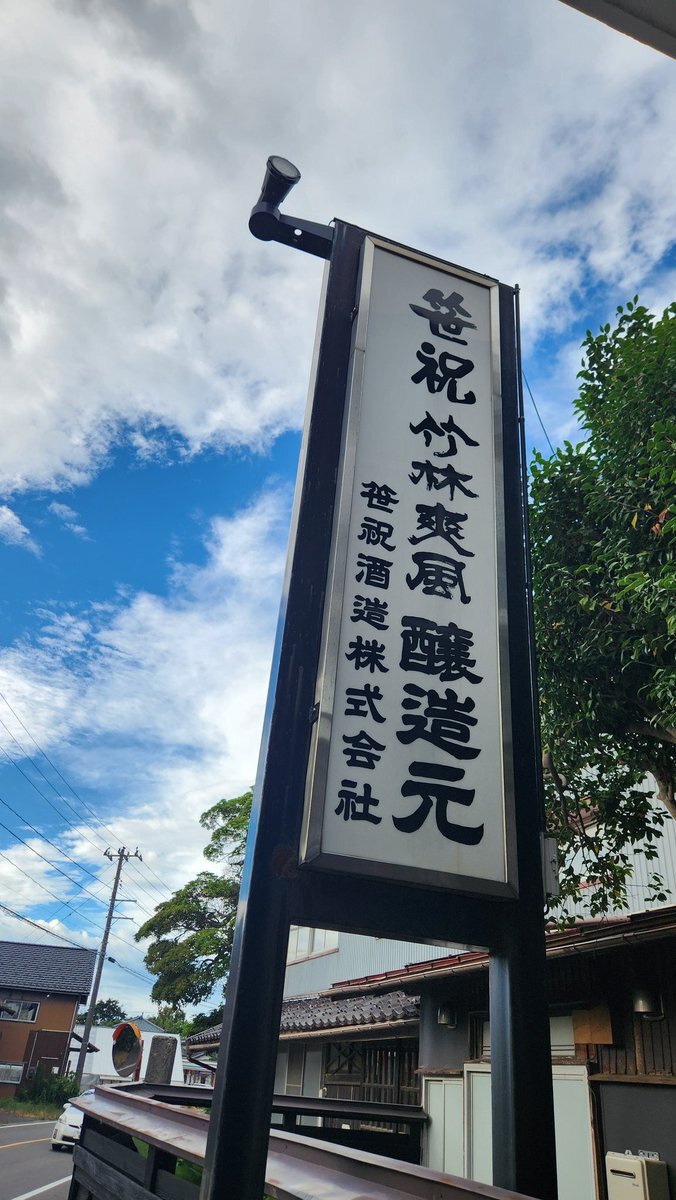 笹祝 竹林爽風 醸造元
笹祝酒造株式会社